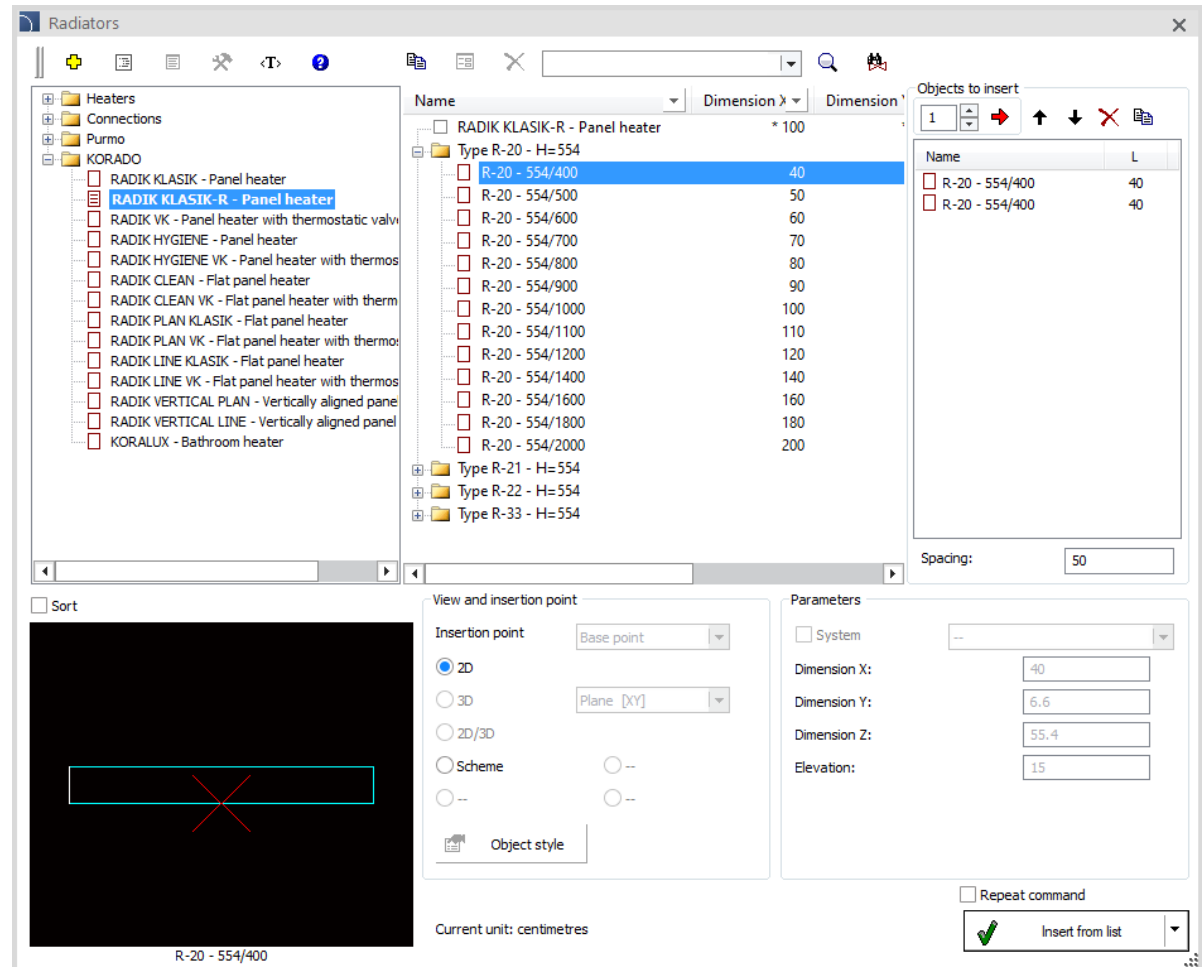 Radiators
<T>
?
Heaters
Connections
Purmo
KORADO
RADIK KLASIK - Panel heater
RADIK KLASIK-R - Panel heater
RADIK VK - Panel heater with thermostatic valv
RADIK HYGIENE - Panel heater
RADIK HYGIENE VK - Panel heater with thermos
RADIK CLEAN - Flat panel heater
RADIK CLEAN VK - Flat panel heater with therm
RADIK PLAN KLASIK - Flat panel heater
RADIK PLAN VK - Flat panel heater with thermos
RADIK LINE KLASIK - Flat panel heater
RADIK LINE VK - Flat panel heater with thermos
RADIK VERTICAL PLAN - Vertically aligned pane
RADIK VERTICAL LINE - Vertically aligned panel
KORALUX - Bathroom heater
Name Dimension X Dimension
RADIK KLASIK-R - Panel heater * 100 *
Type R-20 - H=554
R-20 - 554/400 40
R-20 - 554/500 50
R-20 - 554/600 60
R-20 - 554/700 70
R-20 - 554/800 80
R-20 - 554/900 90
R-20 - 554/1000 100
R-20 - 554/1100 110
R-20 - 554/1200 120
R-20 - 554/1400 140
R-20 - 554/1600 160
R-20 - 554/1800 180
R-20 - 554/2000 200
Type R-21 - H=554
Type R-22 - H=554
Type R-33 - H=554
Objects to insert
1
Name L
R-20 - 554/400 40
R-20 - 554/400 40
Spacing: 50
Sort
R-20 - 554/400
View and insertion point
Insertion point Base point
2D
3D Plane [XY]
2D/3D
Scheme --
-- --
Object style
Current unit: centimetres
Parameters
System --
Dimension X: 40
Dimension Y: 6.6
Dimension Z: 55.4
Elevation: 15
Repeat command
Insert from list